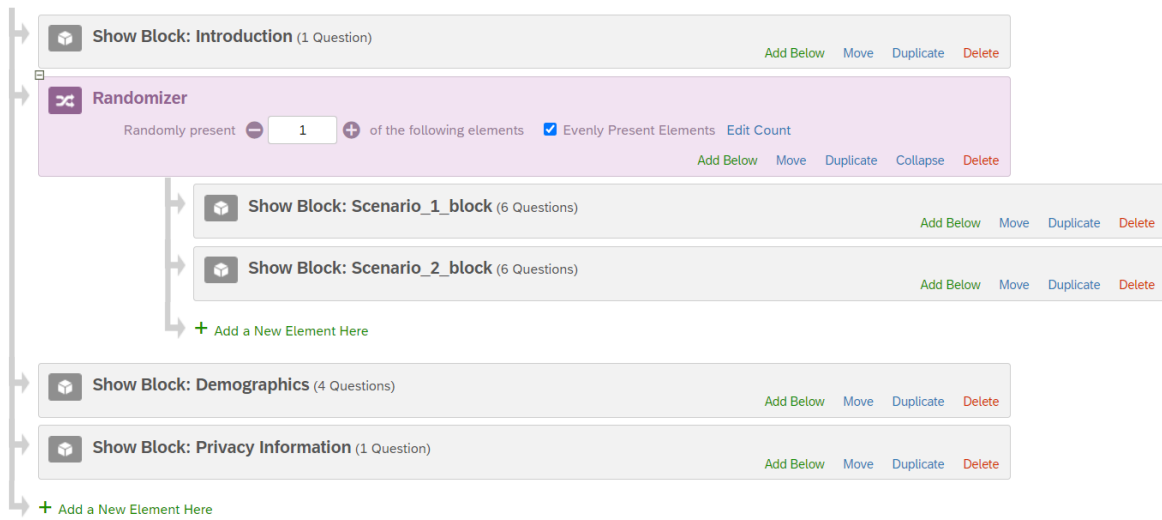 Show Block: Introduction (1 Question)
Add Below Move Duplicate Delete
Randomizer
Randomly present 1 of the following elements Evenly Present Elements Edit Count
Add Below Move Duplicate Collapse Delete
Show Block: Scenario_1_block (6 Questions)
Add Below Move Duplicate Delete
Show Block: Scenario_2_block (6 Questions)
Add Below Move Duplicate Delete
+ Add a New Element Here
Show Block: Demographics (4 Questions)
Add Below Move Duplicate Delete
Show Block: Privacy Information (1 Question)
Add Below Move Duplicate Delete
+ Add a New Element Here